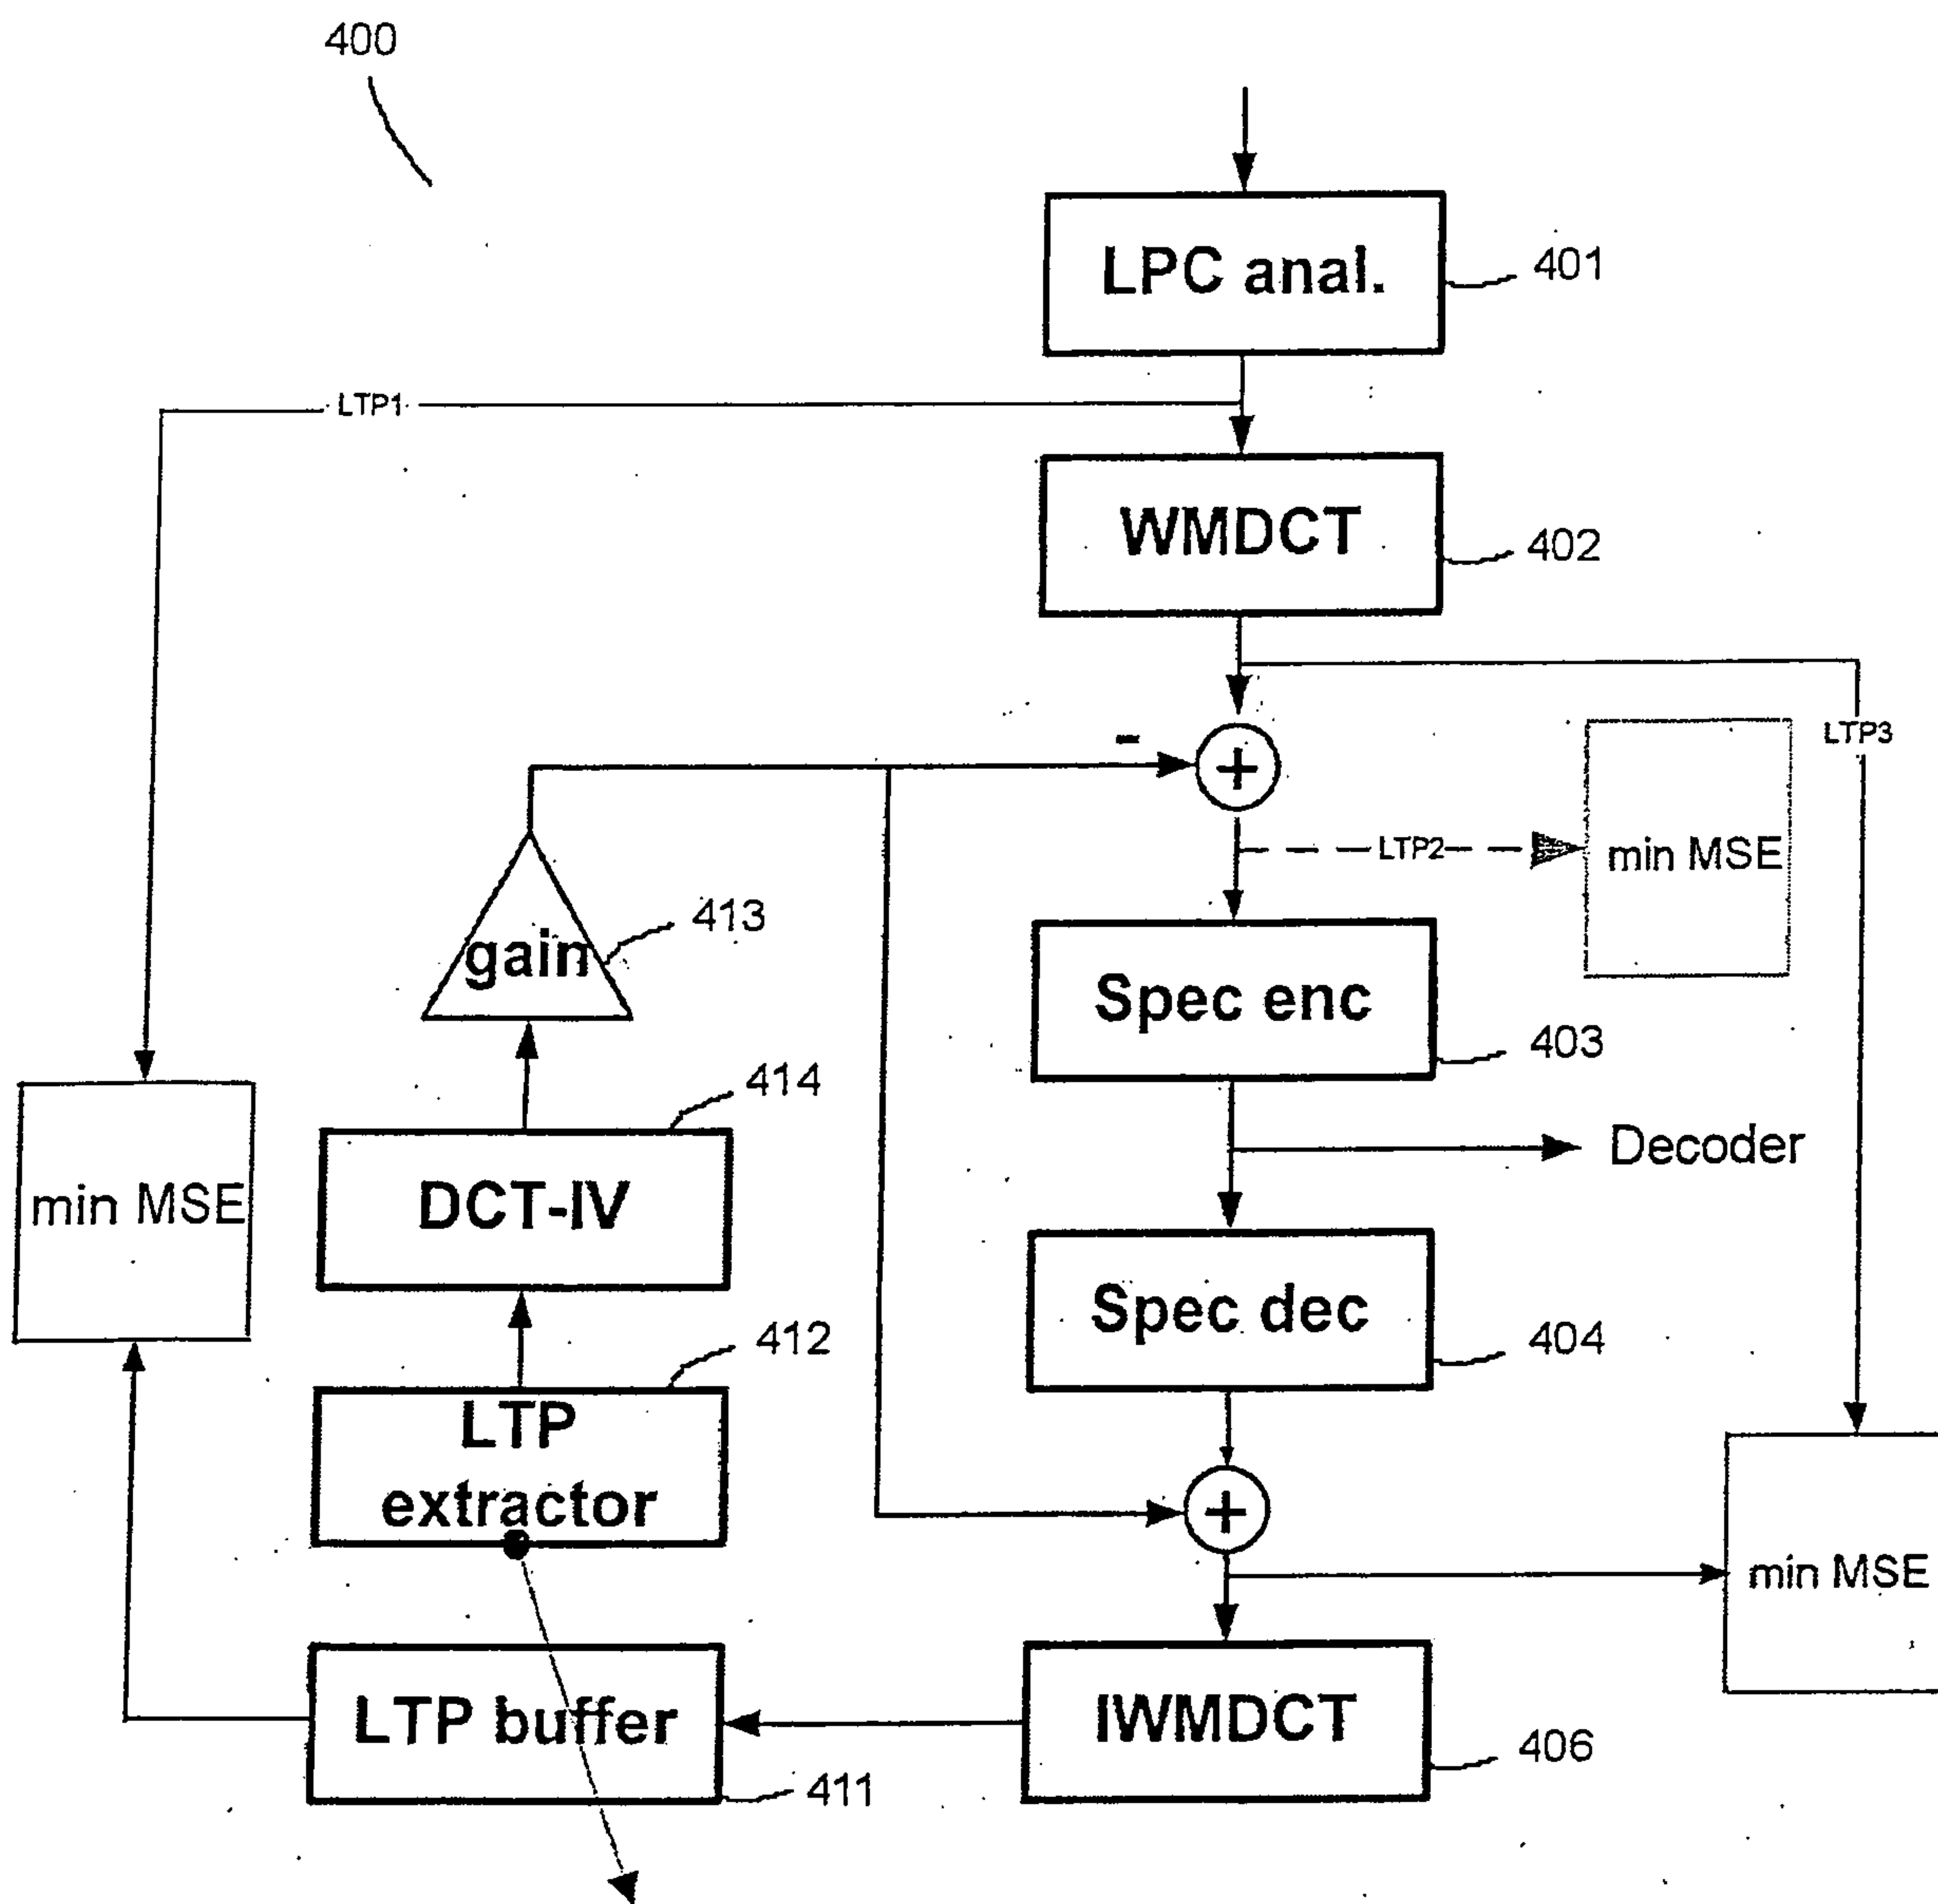 400
LPC anal.
401
LTP1
WMDCT
402
LTP3
-
+
LTP2
min MSE
gain
413
Spec enc
403
414
Decoder
min MSE
DCT-IV
Spec dec
404
412
LTP
extractor
+
min MSE
LTP buffer
411
IWMDCT
406